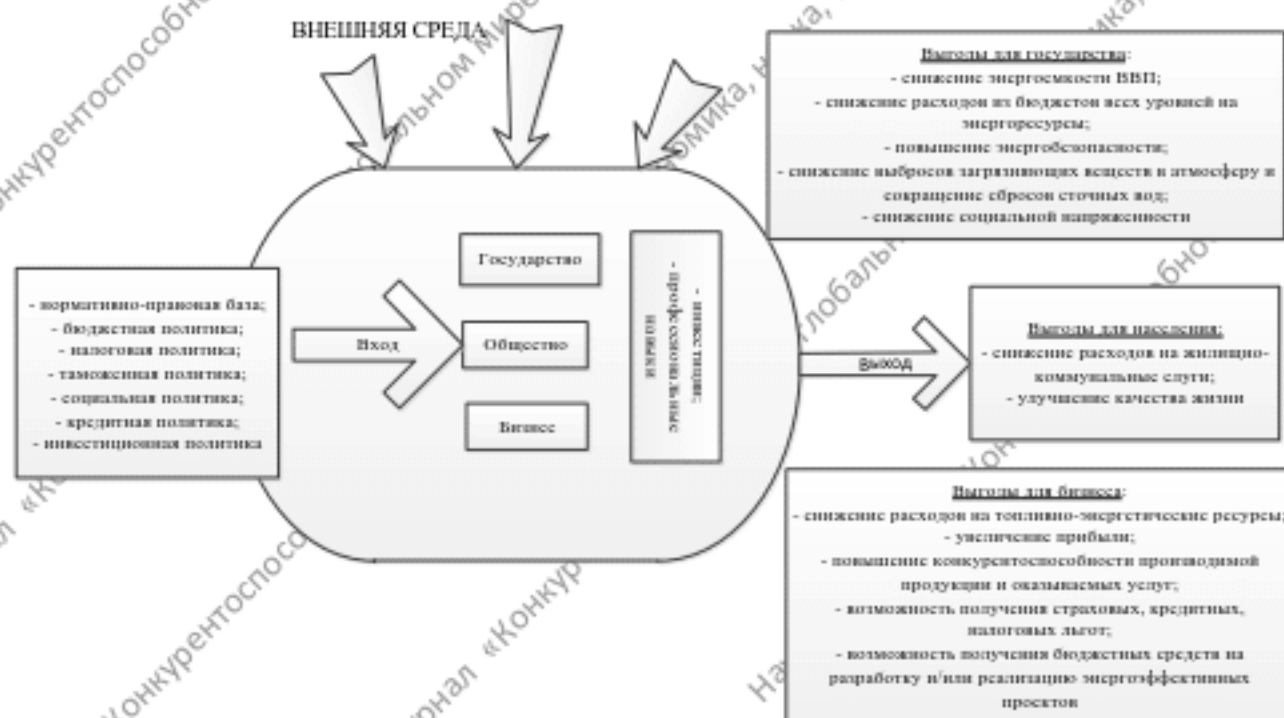 ВНЕШНЯЯ СРЕДА
- нормативно-правовая база;
- бюджетная политика;
- налоговая политика;
- таможенная политика;
- социальная политика;
- кредитная политика;
- инвестиционная политика
Вход
Государство
Общество
Бизнес
- инвестиции;
- профессиональные
навыки
Выход
Выгоды для государства:
- снижение энергоемкости ВВП;
- снижение расходов из бюджетов всех уровней на
энергоресурсы;
- повышение энергобезопасности;
- снижение выбросов загрязняющих веществ в атмосферу и
сокращение сбросов сточных вод;
- снижение социальной напряженности
Выгоды для населения:
- снижение расходов на жилищно-
коммунальные слуги;
- улучшение качества жизни
Выгоды для бизнеса:
- снижение расходов на топливно-энергетические ресурсы;
- увеличение прибыли;
- повышение конкурентоспособности производимой
продукции и оказываемых услуг;
- возможность получения страховых, кредитных,
налоговых льгот;
- возможность получения бюджетных средств на
разработку и/или реализацию энергоэффективных
проектов